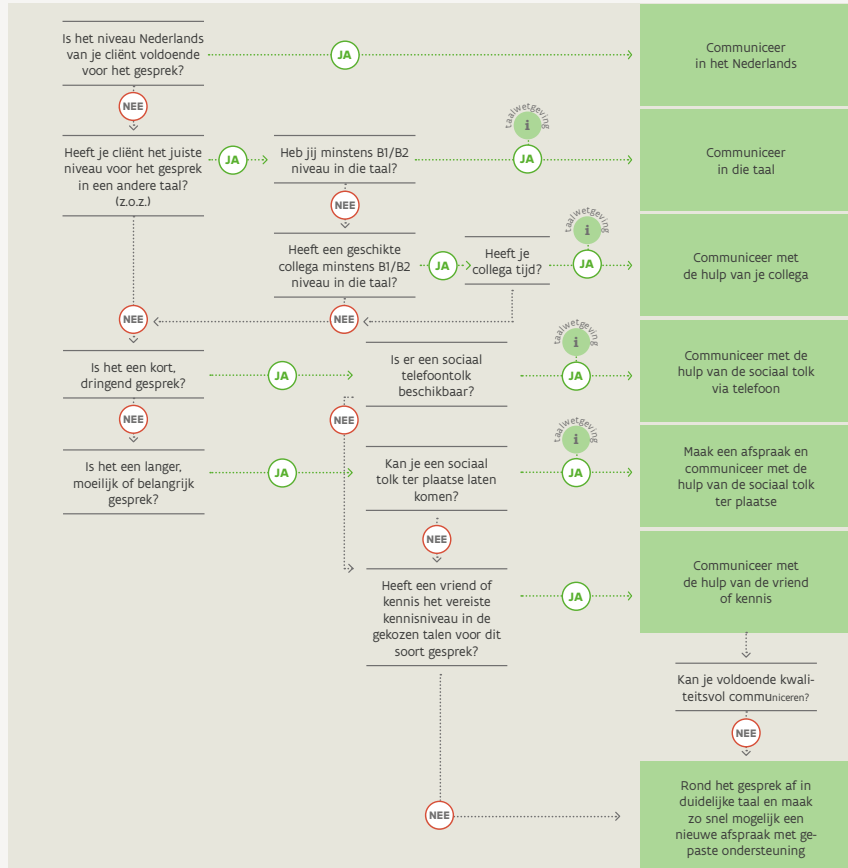 Is het niveau Nederlands
van je cliënt voldoende
voor het gesprek?
JA
Communiceer
in het Nederlands
NEE
Heeft je cliënt het juiste
niveau voor het gesprek
in een andere taal?
(z.o.z.)
JA
Heb jij minstens B1/B2
niveau in die taal?
taalwetgeving
i
JA
Communiceer
in die taal
NEE
Heeft een geschikte
collega minstens B1/B2
niveau in die taal?
JA
Heeft je
collega tijd?
taalwetgeving
i
JA
Communiceer met
de hulp van je collega
NEE
NEE
Is het een kort,
dringend gesprek?
JA
Is er een sociaal
telefoontolk
beschikbaar?
taalwetgeving
i
JA
Communiceer met de
hulp van de sociaal tolk
via telefoon
NEE
NEE
Is het een langer,
moeilijk of belangrijk
gesprek?
JA
Kan je een sociaal
tolk ter plaatse laten
komen?
taalwetgeving
i
JA
Maak een afspraak en
communiceer met de
hulp van de sociaal tolk
ter plaatse
NEE
Heeft een vriend of
kennis het vereiste
kennisniveau in de
gekozen talen voor dit
soort gesprek?
JA
Communiceer met
de hulp van de vriend
of kennis
Kan je voldoende kwali-
teitsvol communiceren?
NEE
NEE
Rond het gesprek af in
duidelijke taal en maak
zo snel mogelijk een
nieuwe afspraak met ge-
paste ondersteuning